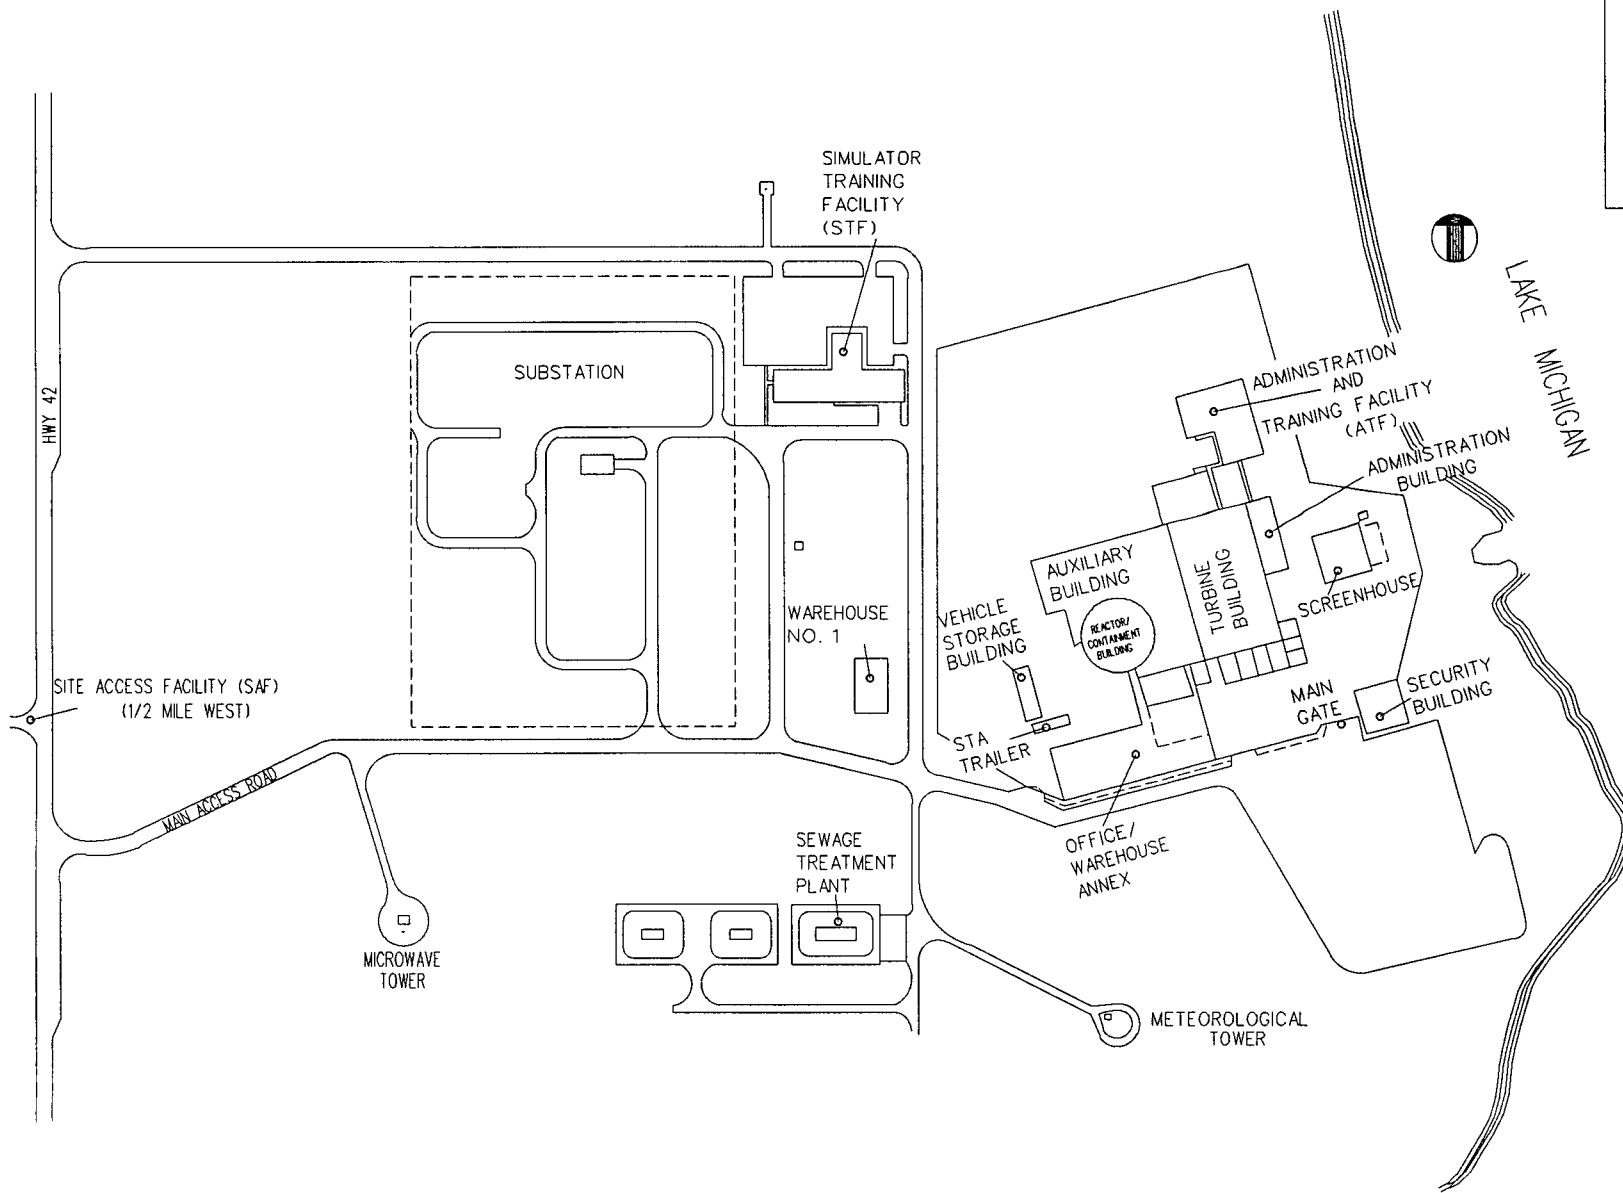 SIMULATOR
TRAINING
FACILITY
(STF)
LAKE MICHIGAN
SUBSTATION
HWY 42
ADMINISTRATION
AND
TRAINING FACILITY
(ATF)
ADMINISTRATION
BUILDING
AUXILIARY
BUILDING
TURBINE
BUILDING
SCREENHOUSE
REACTOR/
CONTAINMENT
BUILDING
VEHICLE
STORAGE
BUILDING
WAREHOUSE
NO. 1
SITE ACCESS FACILITY (SAF)
(1/2 MILE WEST)
MAIN
GATE
SECURITY
BUILDING
STA
TRAILER
MAIN ACCESS ROAD
OFFICE/
WAREHOUSE
ANNEX
SEWAGE
TREATMENT
PLANT
MICROWAVE
TOWER
METEOROLOGICAL
TOWER